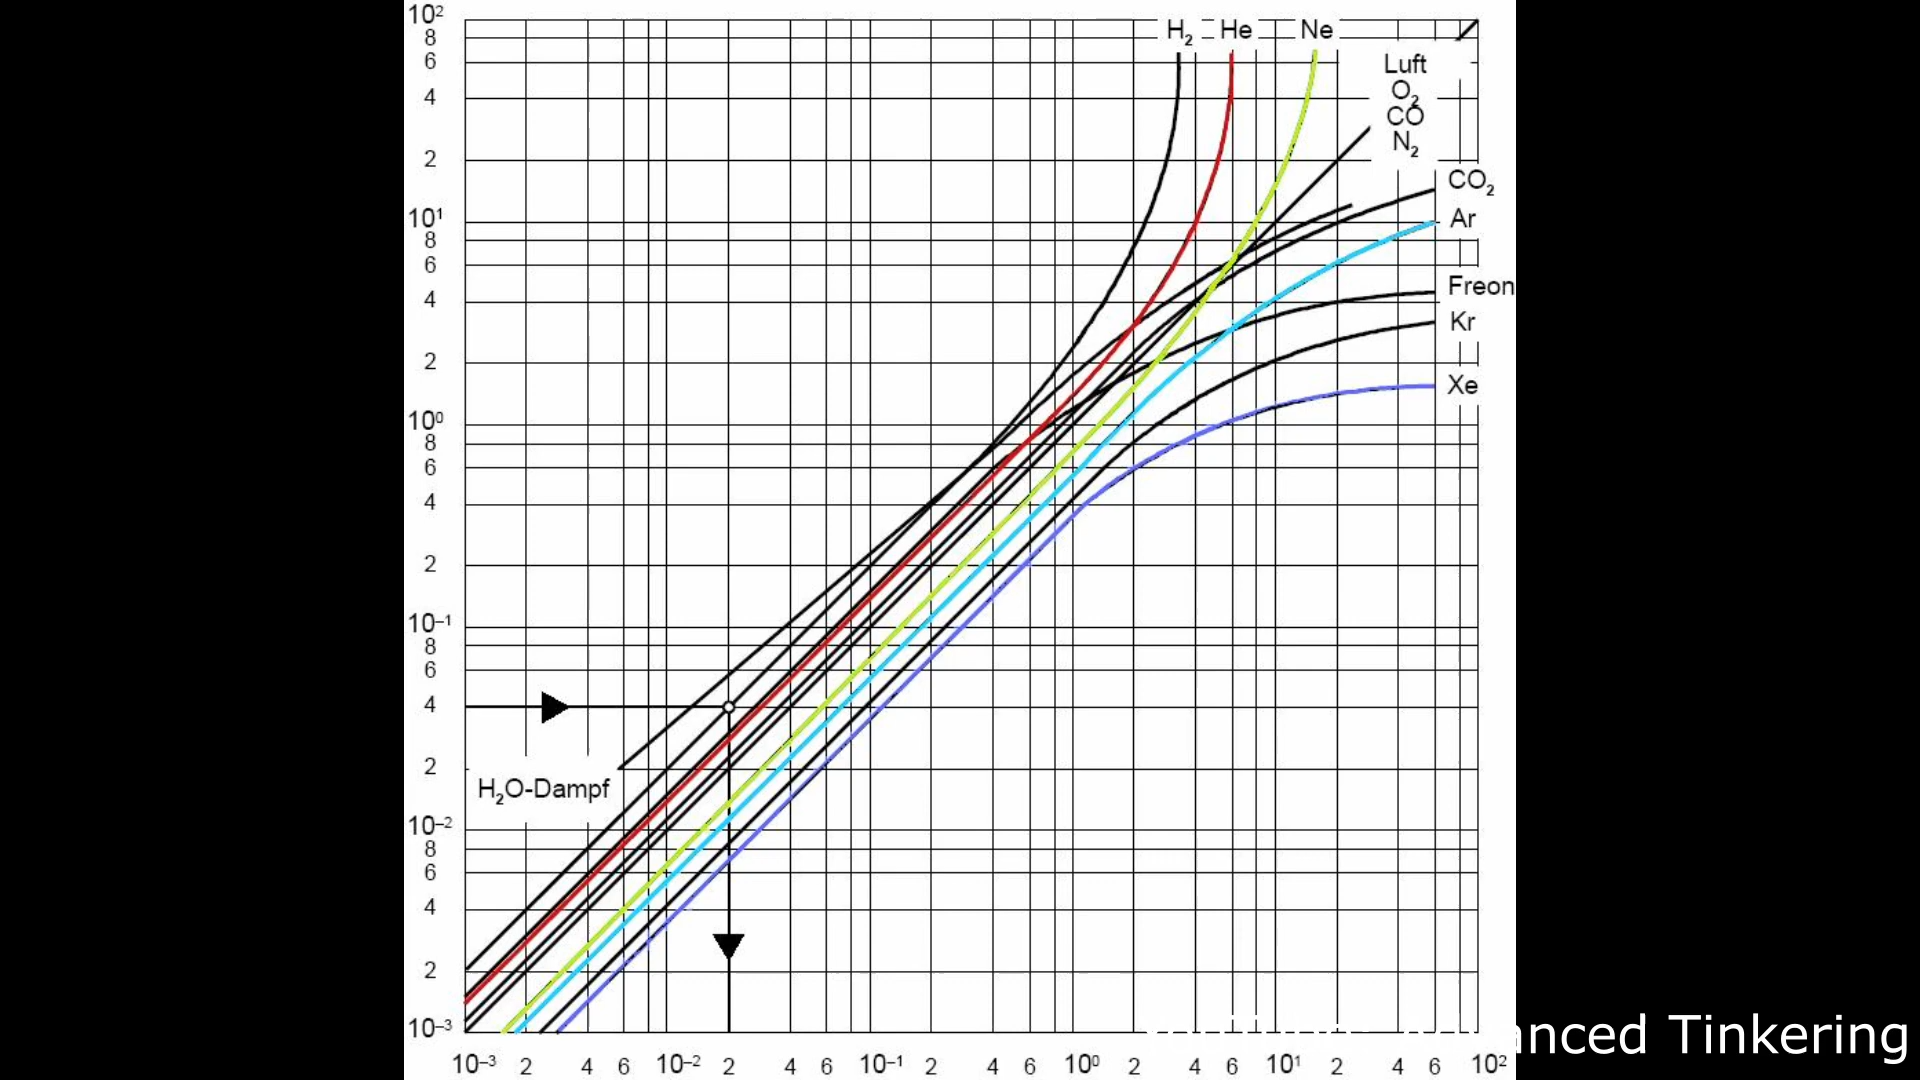 10² H₂ He Ne
8
6 Luft
O₂
4 CO
N₂
2
CO₂
10¹ Ar
8
6
Freon
4
Kr
2 Xe
10⁰
8
6
4
2
10⁻¹
8
6
4
2
H₂O-Dampf
10⁻²
8
6
4
2
10⁻³
anced Tinkering
10⁻³ 2 4 6 10⁻² 2 4 6 10⁻¹ 2 4 6 10⁰ 2 4 6 10¹ 2 4 6 10²